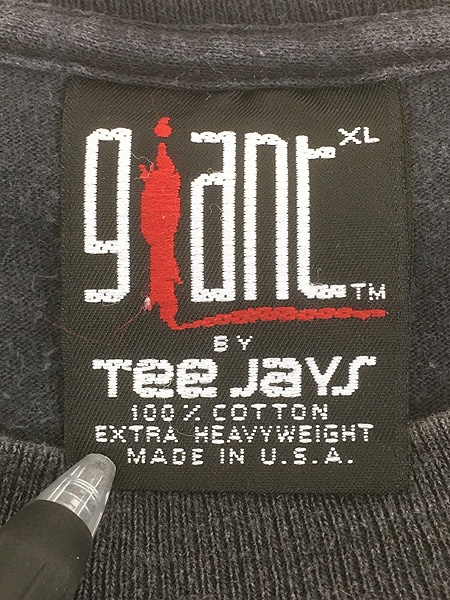 giant XL
TM
BY
Tee Jays
100% COTTON
EXTRA HEAVYWEIGHT
MADE IN U.S.A.